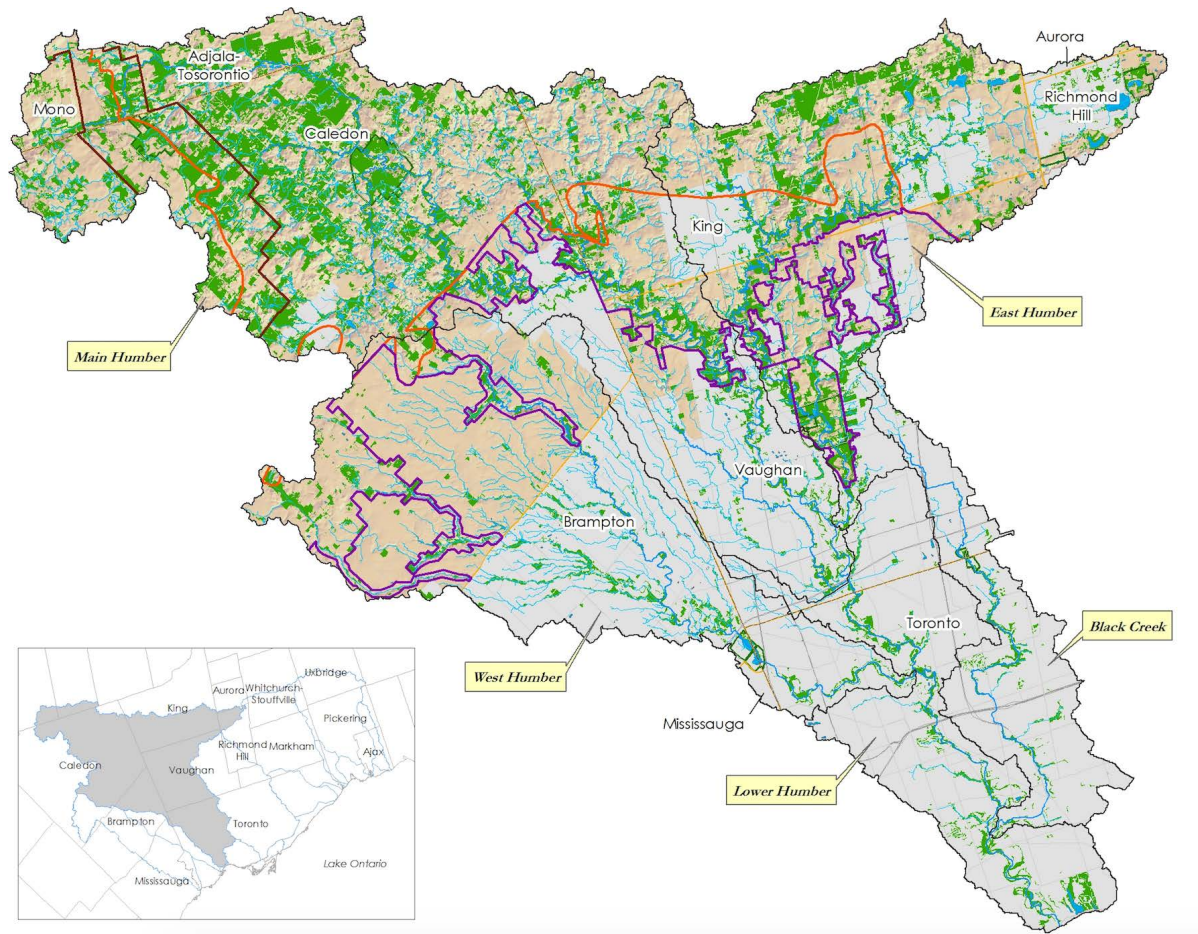 Aurora
Adjala-
Tosorontio
Mono
Richmond
Hill
Caledon
King
East Humber
Main Humber
Vaughan
Brampton
Toronto
Black Creek
West Humber
Mississauga
Lower Humber
Uxbridge
Aurora
Whitchurch-
Stouffville
King
Pickering
Richmond
Hill
Markham
Ajax
Caledon
Vaughan
Brampton
Toronto
Lake Ontario
Mississauga